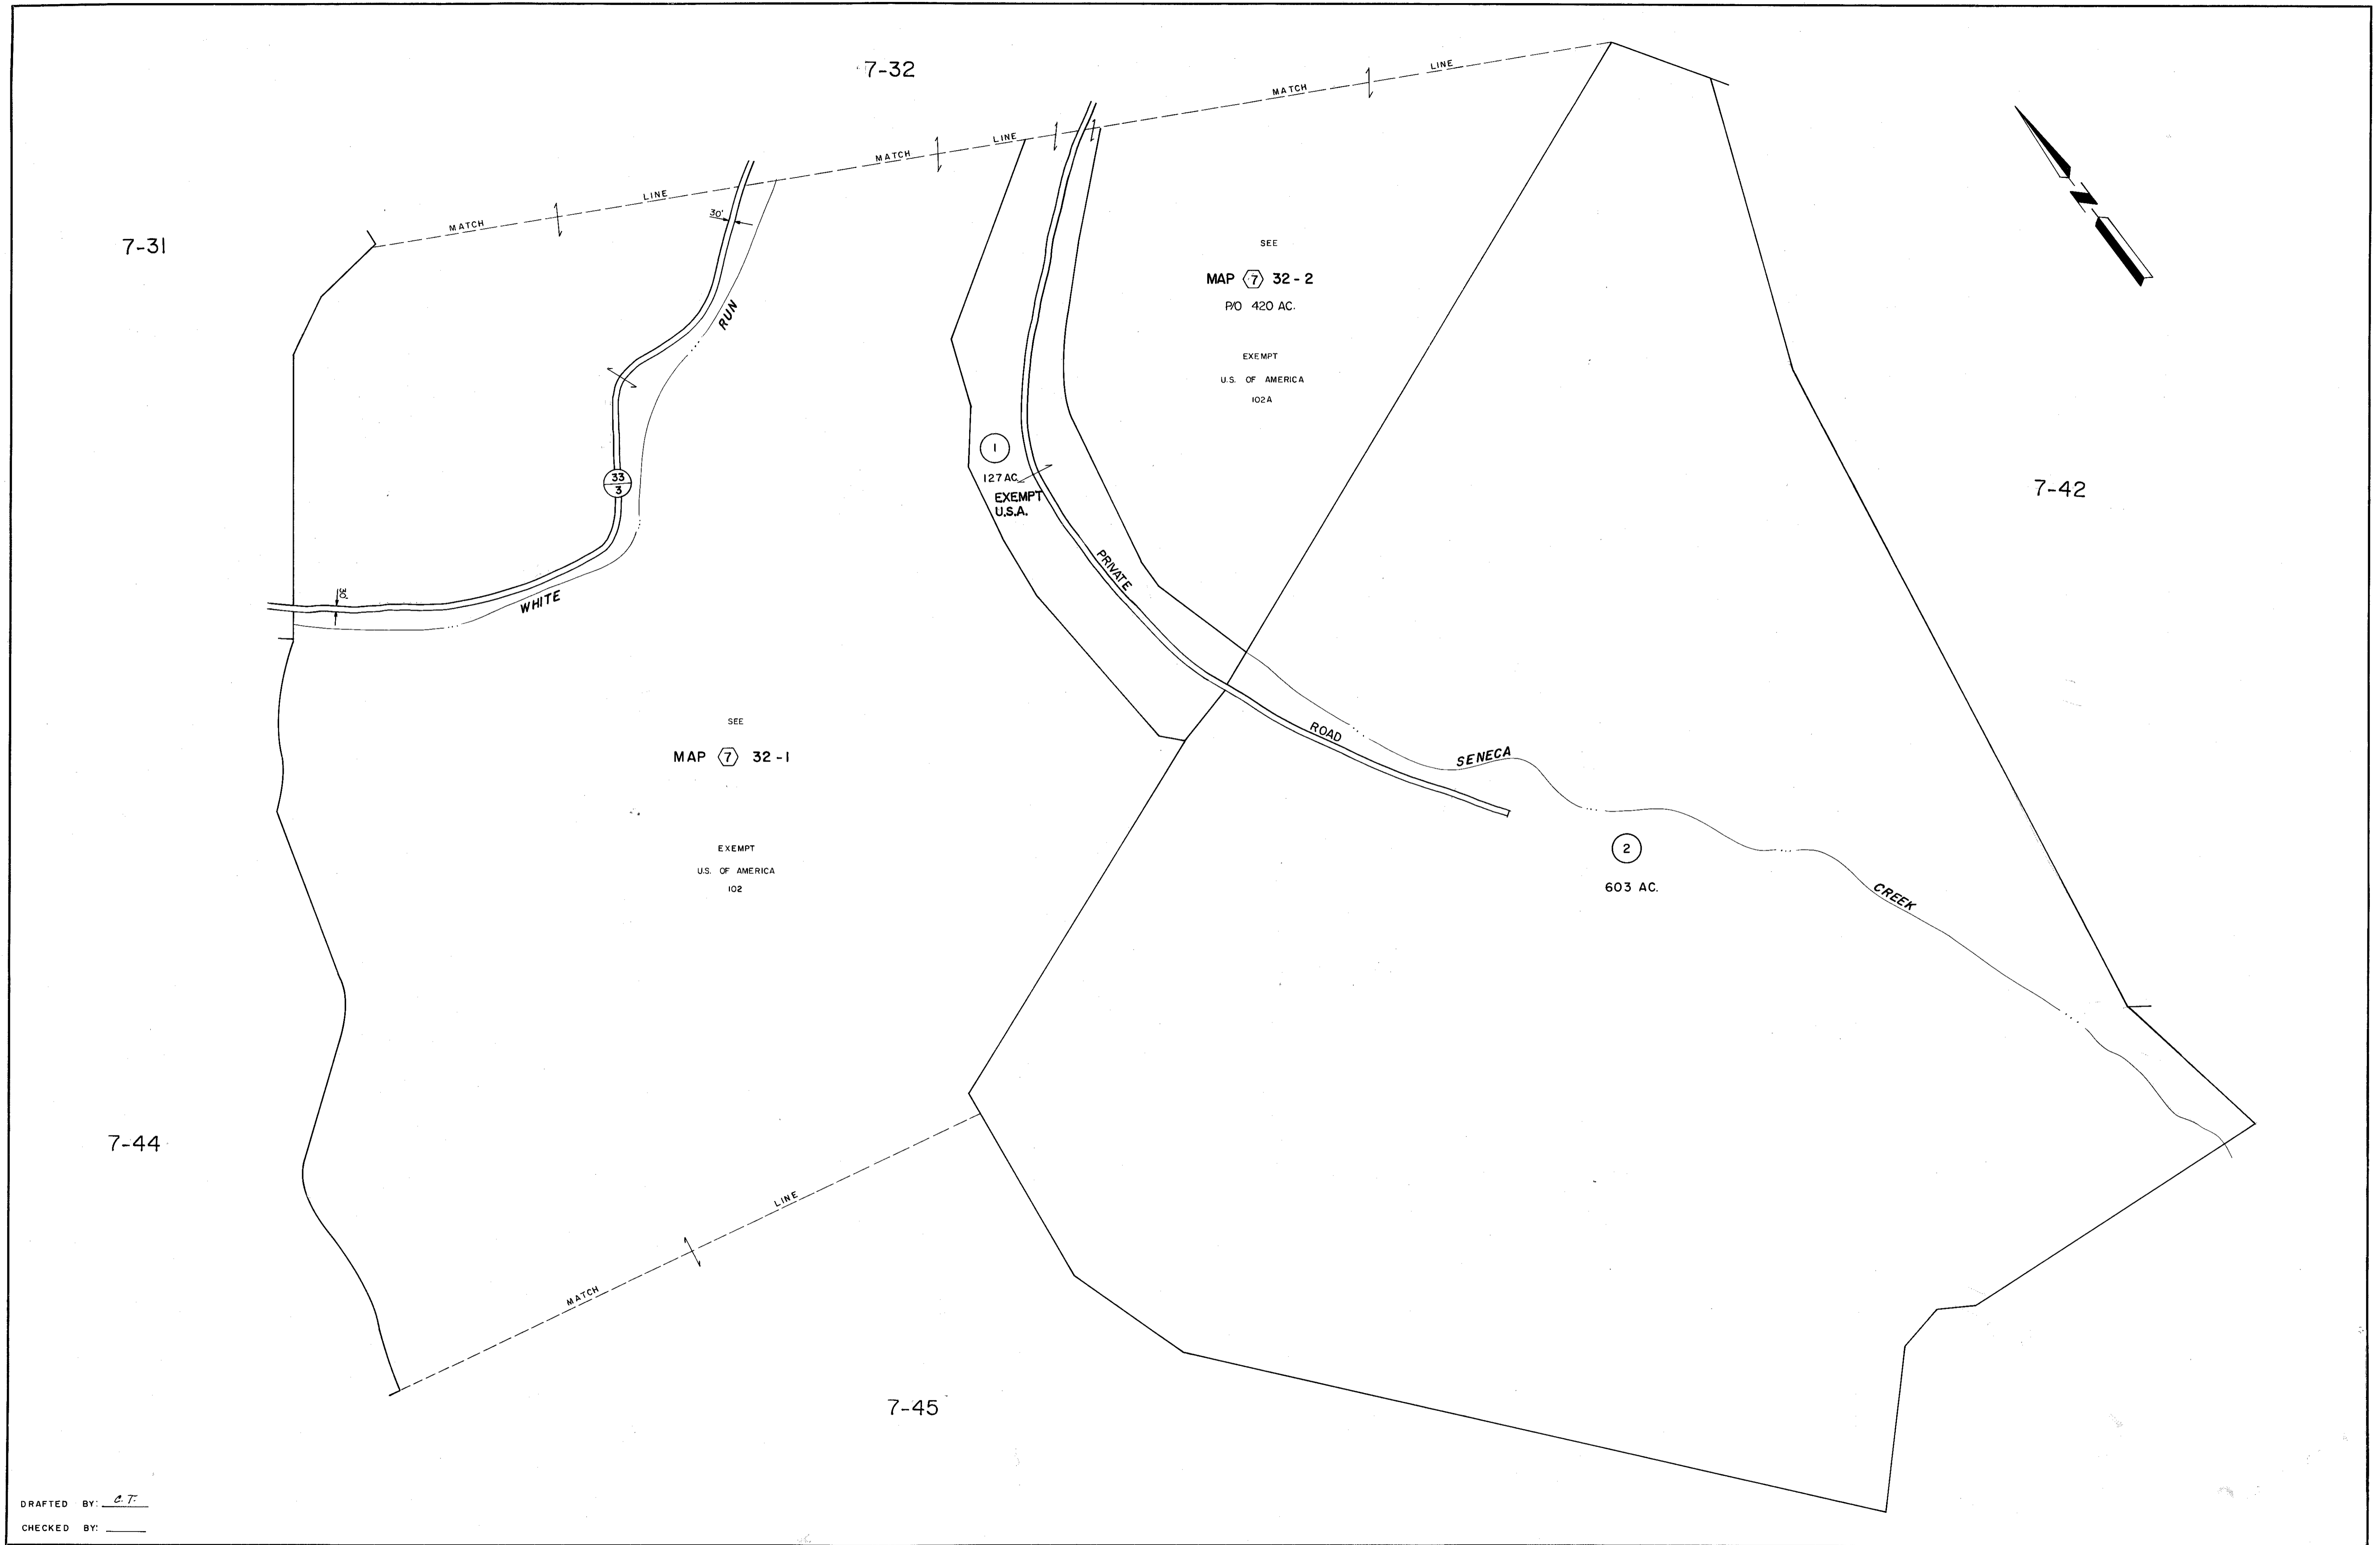 7-32
MATCH LINE
MATCH LINE
MATCH LINE
7-31
30'
RUN
SEE
MAP 7 32-2
P/O 420 AC.
EXEMPT
U.S. OF AMERICA
102A
N
7-42
1
127 AC.
EXEMPT
U.S.A.
33
3
30'
WHITE
PRIVATE
ROAD
SENECA
CREEK
SEE
MAP 7 32-1
EXEMPT
U.S. OF AMERICA
102
2
603 AC.
7-44
MATCH LINE
7-45
DRAFTED BY: C.T.
CHECKED BY: